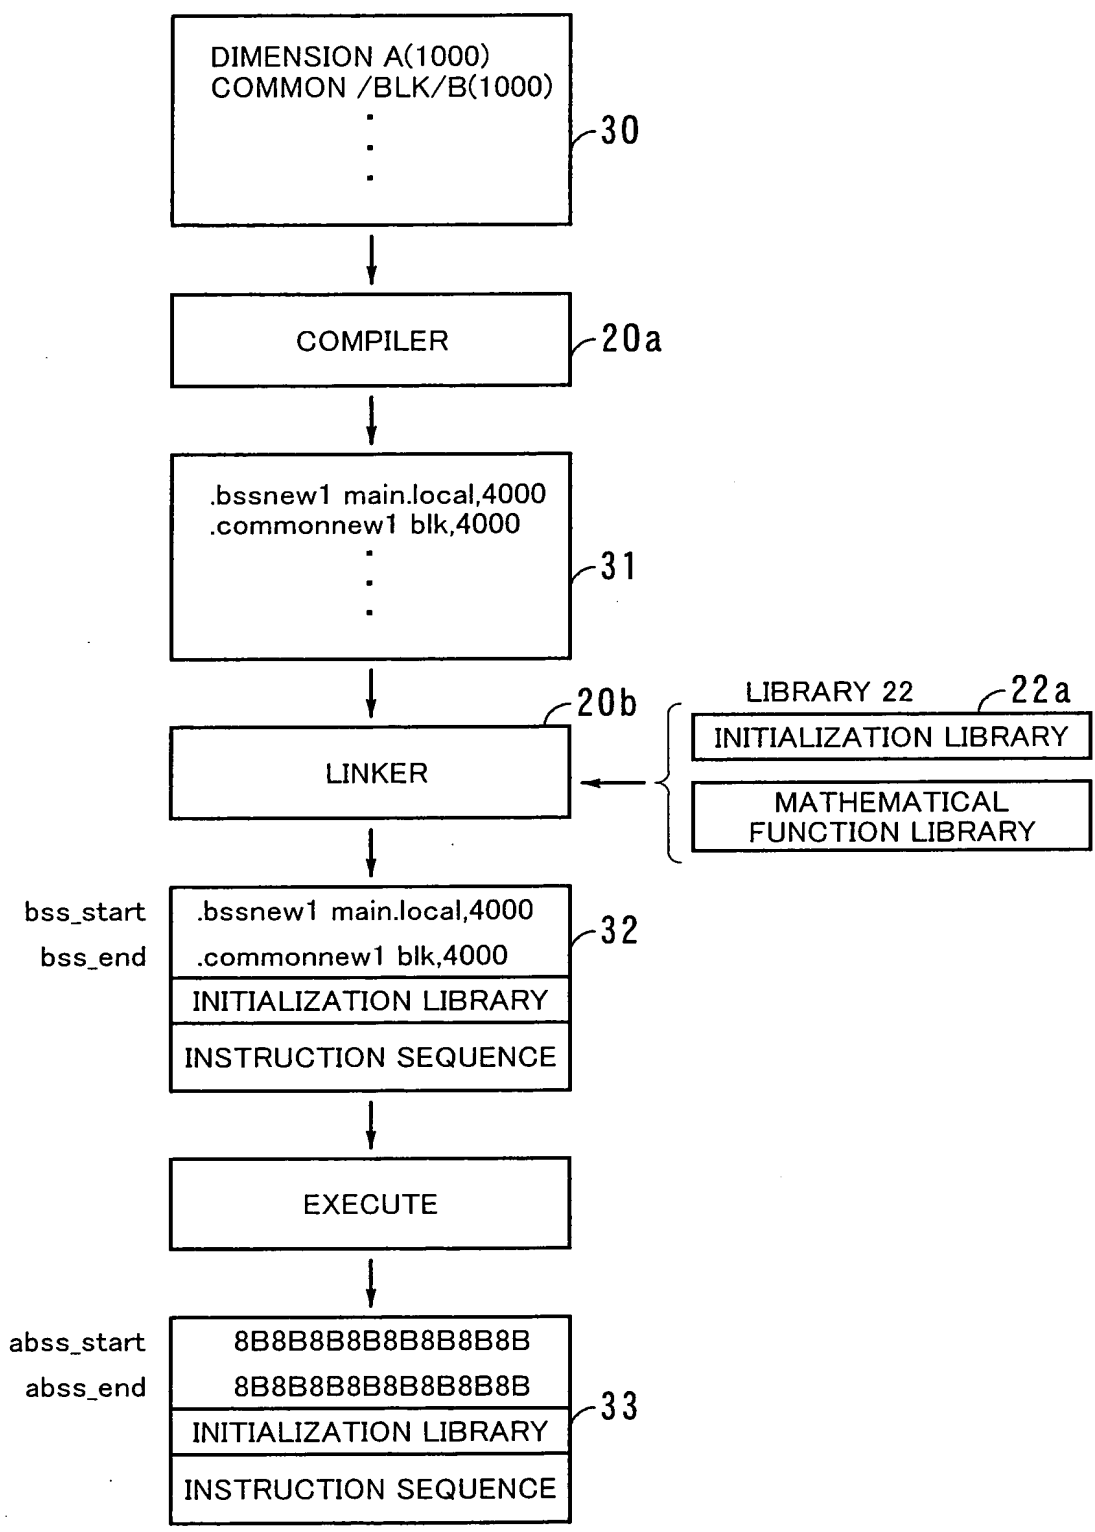 DIMENSION A(1000)
COMMON /BLK/B(1000)
.
.
.
30
COMPILER
20a
.bssnew1 main.local,4000
.commonnew1 blk,4000
.
.
.
31
LIBRARY 22
22a
INITIALIZATION LIBRARY
20b
LINKER
MATHEMATICAL
FUNCTION LIBRARY
bss_start .bssnew1 main.local,4000
32
bss_end .commonnew1 blk,4000
INITIALIZATION LIBRARY
INSTRUCTION SEQUENCE
EXECUTE
abss_start 8B8B8B8B8B8B8B8B
abss_end 8B8B8B8B8B8B8B8B
33
INITIALIZATION LIBRARY
INSTRUCTION SEQUENCE